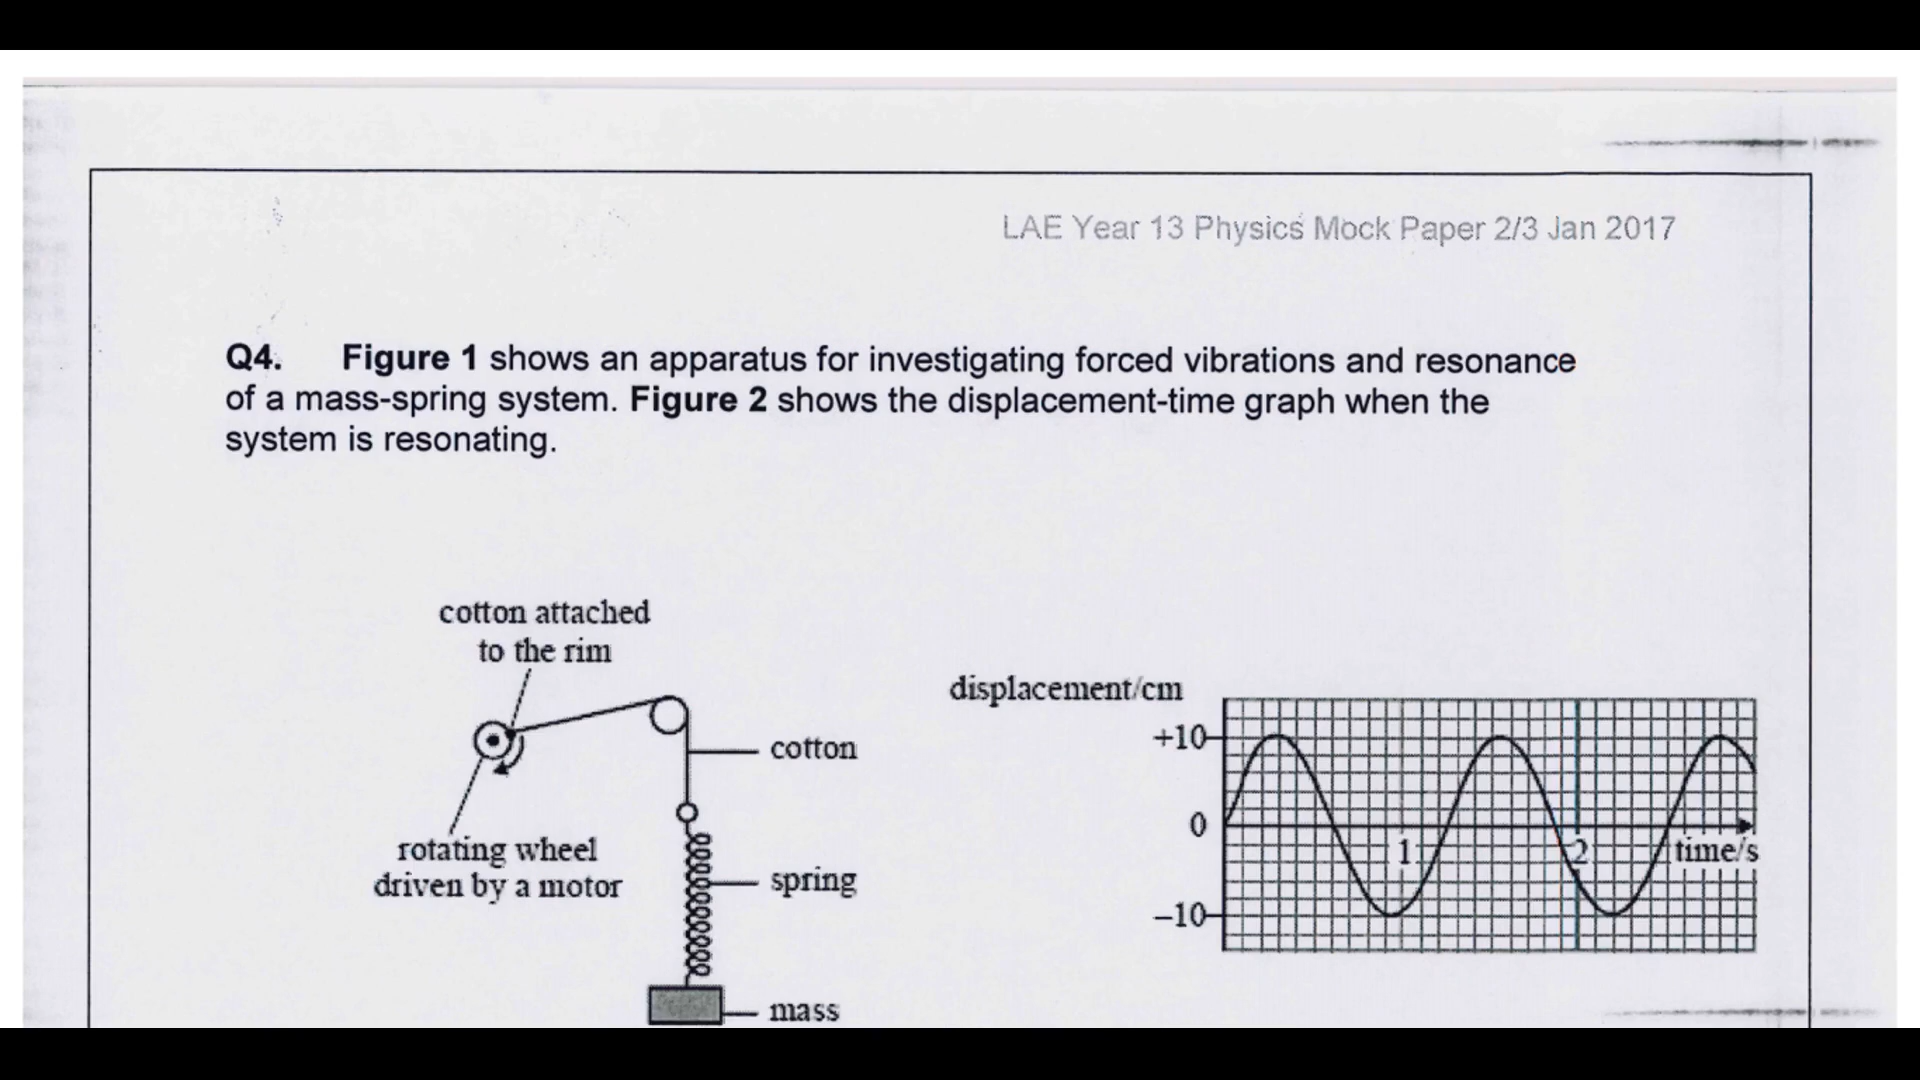 LAE Year 13 Physics Mock Paper 2/3 Jan 2017
Q4. Figure 1 shows an apparatus for investigating forced vibrations and resonance
of a mass-spring system. Figure 2 shows the displacement-time graph when the
system is resonating.
cotton attached
to the rim
cotton
rotating wheel
driven by a motor
spring
mass
displacement/cm
+10
0
1
2
time/s
–10